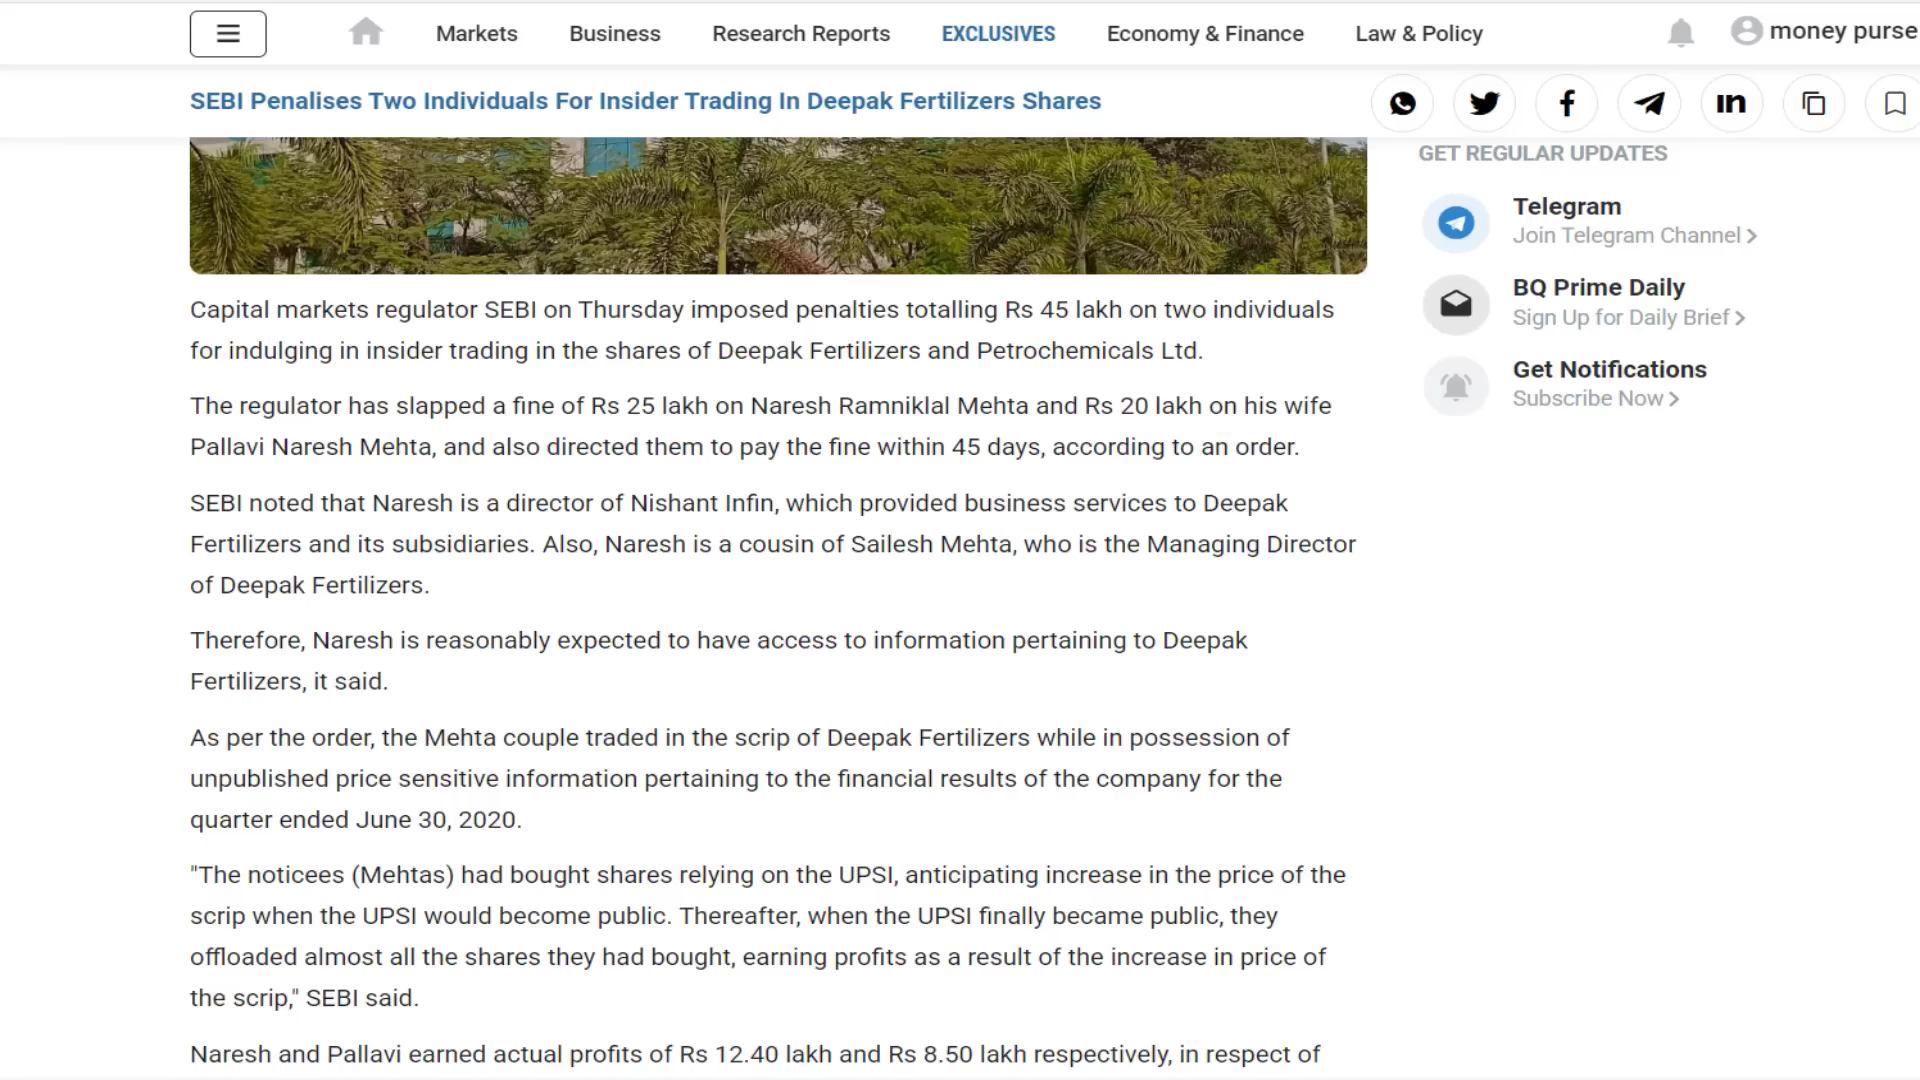 Markets
Business
Research Reports
EXCLUSIVES
Economy & Finance
Law & Policy
money purse
SEBI Penalises Two Individuals For Insider Trading In Deepak Fertilizers Shares
GET REGULAR UPDATES
Telegram
Join Telegram Channel
BQ Prime Daily
Sign Up for Daily Brief
Get Notifications
Subscribe Now
Capital markets regulator SEBI on Thursday imposed penalties totalling Rs 45 lakh on two individuals
for indulging in insider trading in the shares of Deepak Fertilizers and Petrochemicals Ltd.
The regulator has slapped a fine of Rs 25 lakh on Naresh Ramniklal Mehta and Rs 20 lakh on his wife
Pallavi Naresh Mehta, and also directed them to pay the fine within 45 days, according to an order.
SEBI noted that Naresh is a director of Nishant Infin, which provided business services to Deepak
Fertilizers and its subsidiaries. Also, Naresh is a cousin of Sailesh Mehta, who is the Managing Director
of Deepak Fertilizers.
Therefore, Naresh is reasonably expected to have access to information pertaining to Deepak
Fertilizers, it said.
As per the order, the Mehta couple traded in the scrip of Deepak Fertilizers while in possession of
unpublished price sensitive information pertaining to the financial results of the company for the
quarter ended June 30, 2020.
"The noticees (Mehtas) had bought shares relying on the UPSI, anticipating increase in the price of the
scrip when the UPSI would become public. Thereafter, when the UPSI finally became public, they
offloaded almost all the shares they had bought, earning profits as a result of the increase in price of
the scrip," SEBI said.
Naresh and Pallavi earned actual profits of Rs 12.40 lakh and Rs 8.50 lakh respectively, in respect of